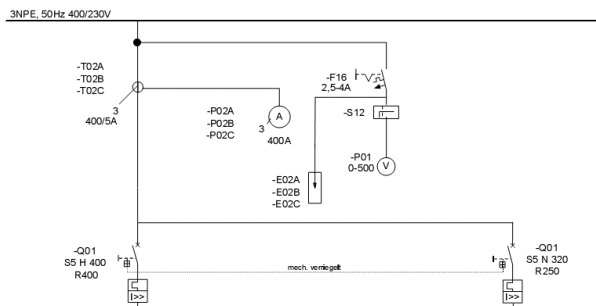 3NPE, 50Hz 400/230V
-T02A
-T02B
-T02C
3
400/5A
-P02A
-P02B
-P02C
3
A
400A
-F16
2,5-4A
-S12
-P01
0-500
V
-E02A
-E02B
-E02C
-Q01
S5 H 400
R400
I>>
mech. verriegelt
-Q01
S5 N 320
R250
I>>